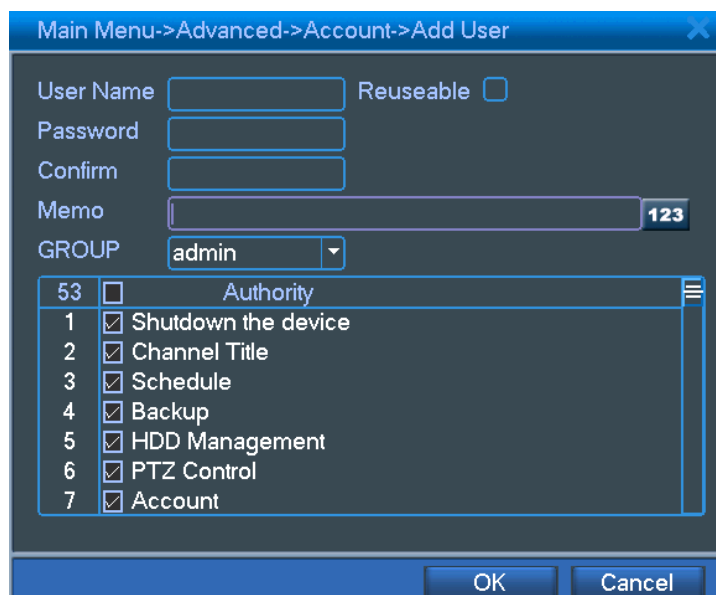 Main Menu->Advanced->Account->Add User
User Name Reuseable
Password
Confirm
Memo 123
GROUP admin
53 Authority
1 Shutdown the device
2 Channel Title
3 Schedule
4 Backup
5 HDD Management
6 PTZ Control
7 Account
OK Cancel